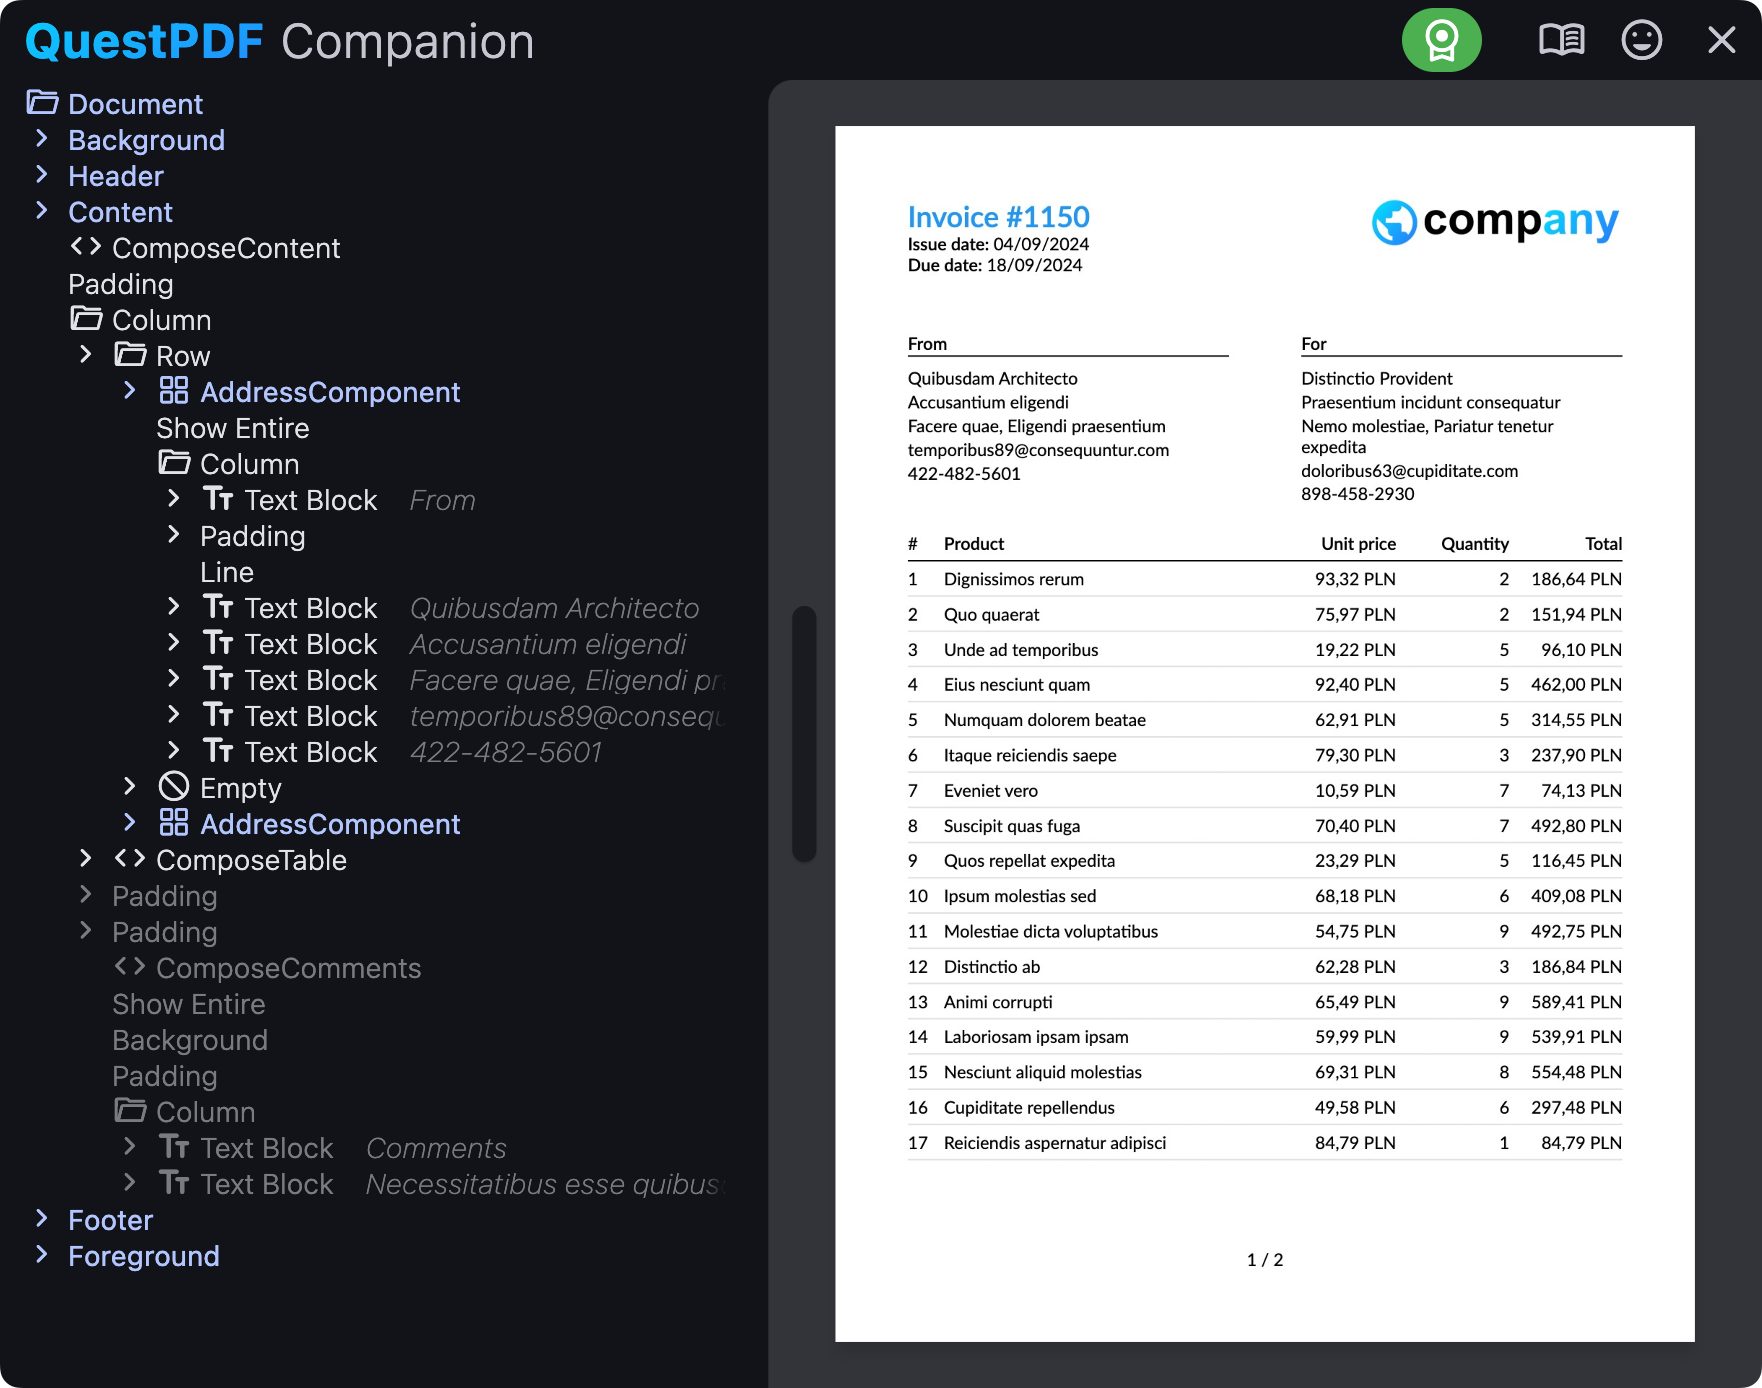 QuestPDF Companion
Document
Background
Header
Content
ComposeContent
Padding
Column
Row
AddressComponent
Show Entire
Column
Text Block From
Padding
Line
Text Block Quibusdam Architecto
Text Block Accusantium eligendi
Text Block Facere quae, Eligendi pr
Text Block temporibus89@consequ
Text Block 422-482-5601
Empty
AddressComponent
ComposeTable
Padding
Padding
ComposeComments
Show Entire
Background
Padding
Column
Text Block Comments
Text Block Necessitatibus esse quibus
Footer
Foreground
Invoice #1150
Issue date: 04/09/2024
Due date: 18/09/2024
company
From
Quibusdam Architecto
Accusantium eligendi
Facere quae, Eligendi praesentium
temporibus89@consequuntur.com
422-482-5601
For
Distinctio Provident
Praesentium incidunt consequatur
Nemo molestiae, Pariatur tenetur
expedita
doloribus63@cupiditate.com
898-458-2930
# Product Unit price Quantity Total
1 Dignissimos rerum 93,32 PLN 2 186,64 PLN
2 Quo quaerat 75,97 PLN 2 151,94 PLN
3 Unde ad temporibus 19,22 PLN 5 96,10 PLN
4 Eius nesciunt quam 92,40 PLN 5 462,00 PLN
5 Numquam dolorem beatae 62,91 PLN 5 314,55 PLN
6 Itaque reiciendis saepe 79,30 PLN 3 237,90 PLN
7 Eveniet vero 10,59 PLN 7 74,13 PLN
8 Suscipit quas fuga 70,40 PLN 7 492,80 PLN
9 Quos repellat expedita 23,29 PLN 5 116,45 PLN
10 Ipsum molestias sed 68,18 PLN 6 409,08 PLN
11 Molestiae dicta voluptatibus 54,75 PLN 9 492,75 PLN
12 Distinctio ab 62,28 PLN 3 186,84 PLN
13 Animi corrupti 65,49 PLN 9 589,41 PLN
14 Laboriosam ipsam ipsam 59,99 PLN 9 539,91 PLN
15 Nesciunt aliquid molestias 69,31 PLN 8 554,48 PLN
16 Cupiditate repellendus 49,58 PLN 6 297,48 PLN
17 Reiciendis aspernatur adipisci 84,79 PLN 1 84,79 PLN
1 / 2